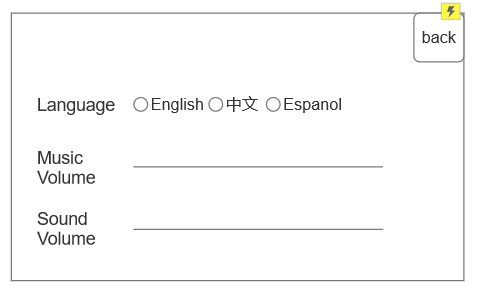 back
Language English 中文 Espanol
Music
Volume
Sound
Volume